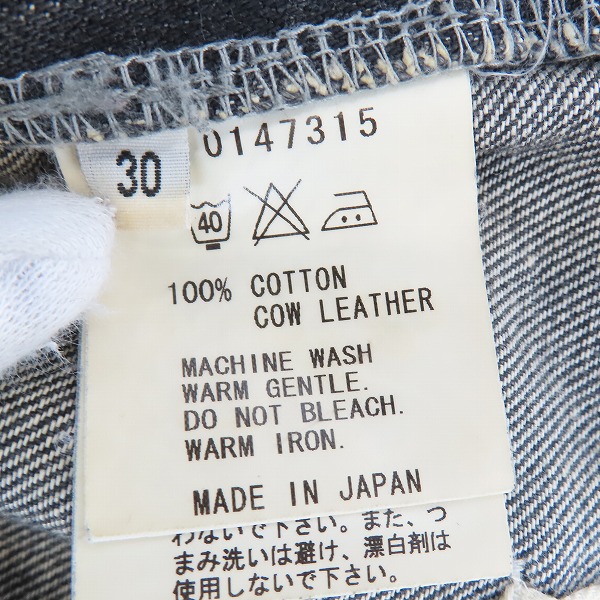 0147315
30
40
100% COTTON
COW LEATHER
MACHINE WASH
WARM GENTLE.
DO NOT BLEACH.
WARM IRON.
MADE IN JAPAN
わないで下さい。また、つ
まみ洗いは避け、漂白剤は
使用しないで下さい。